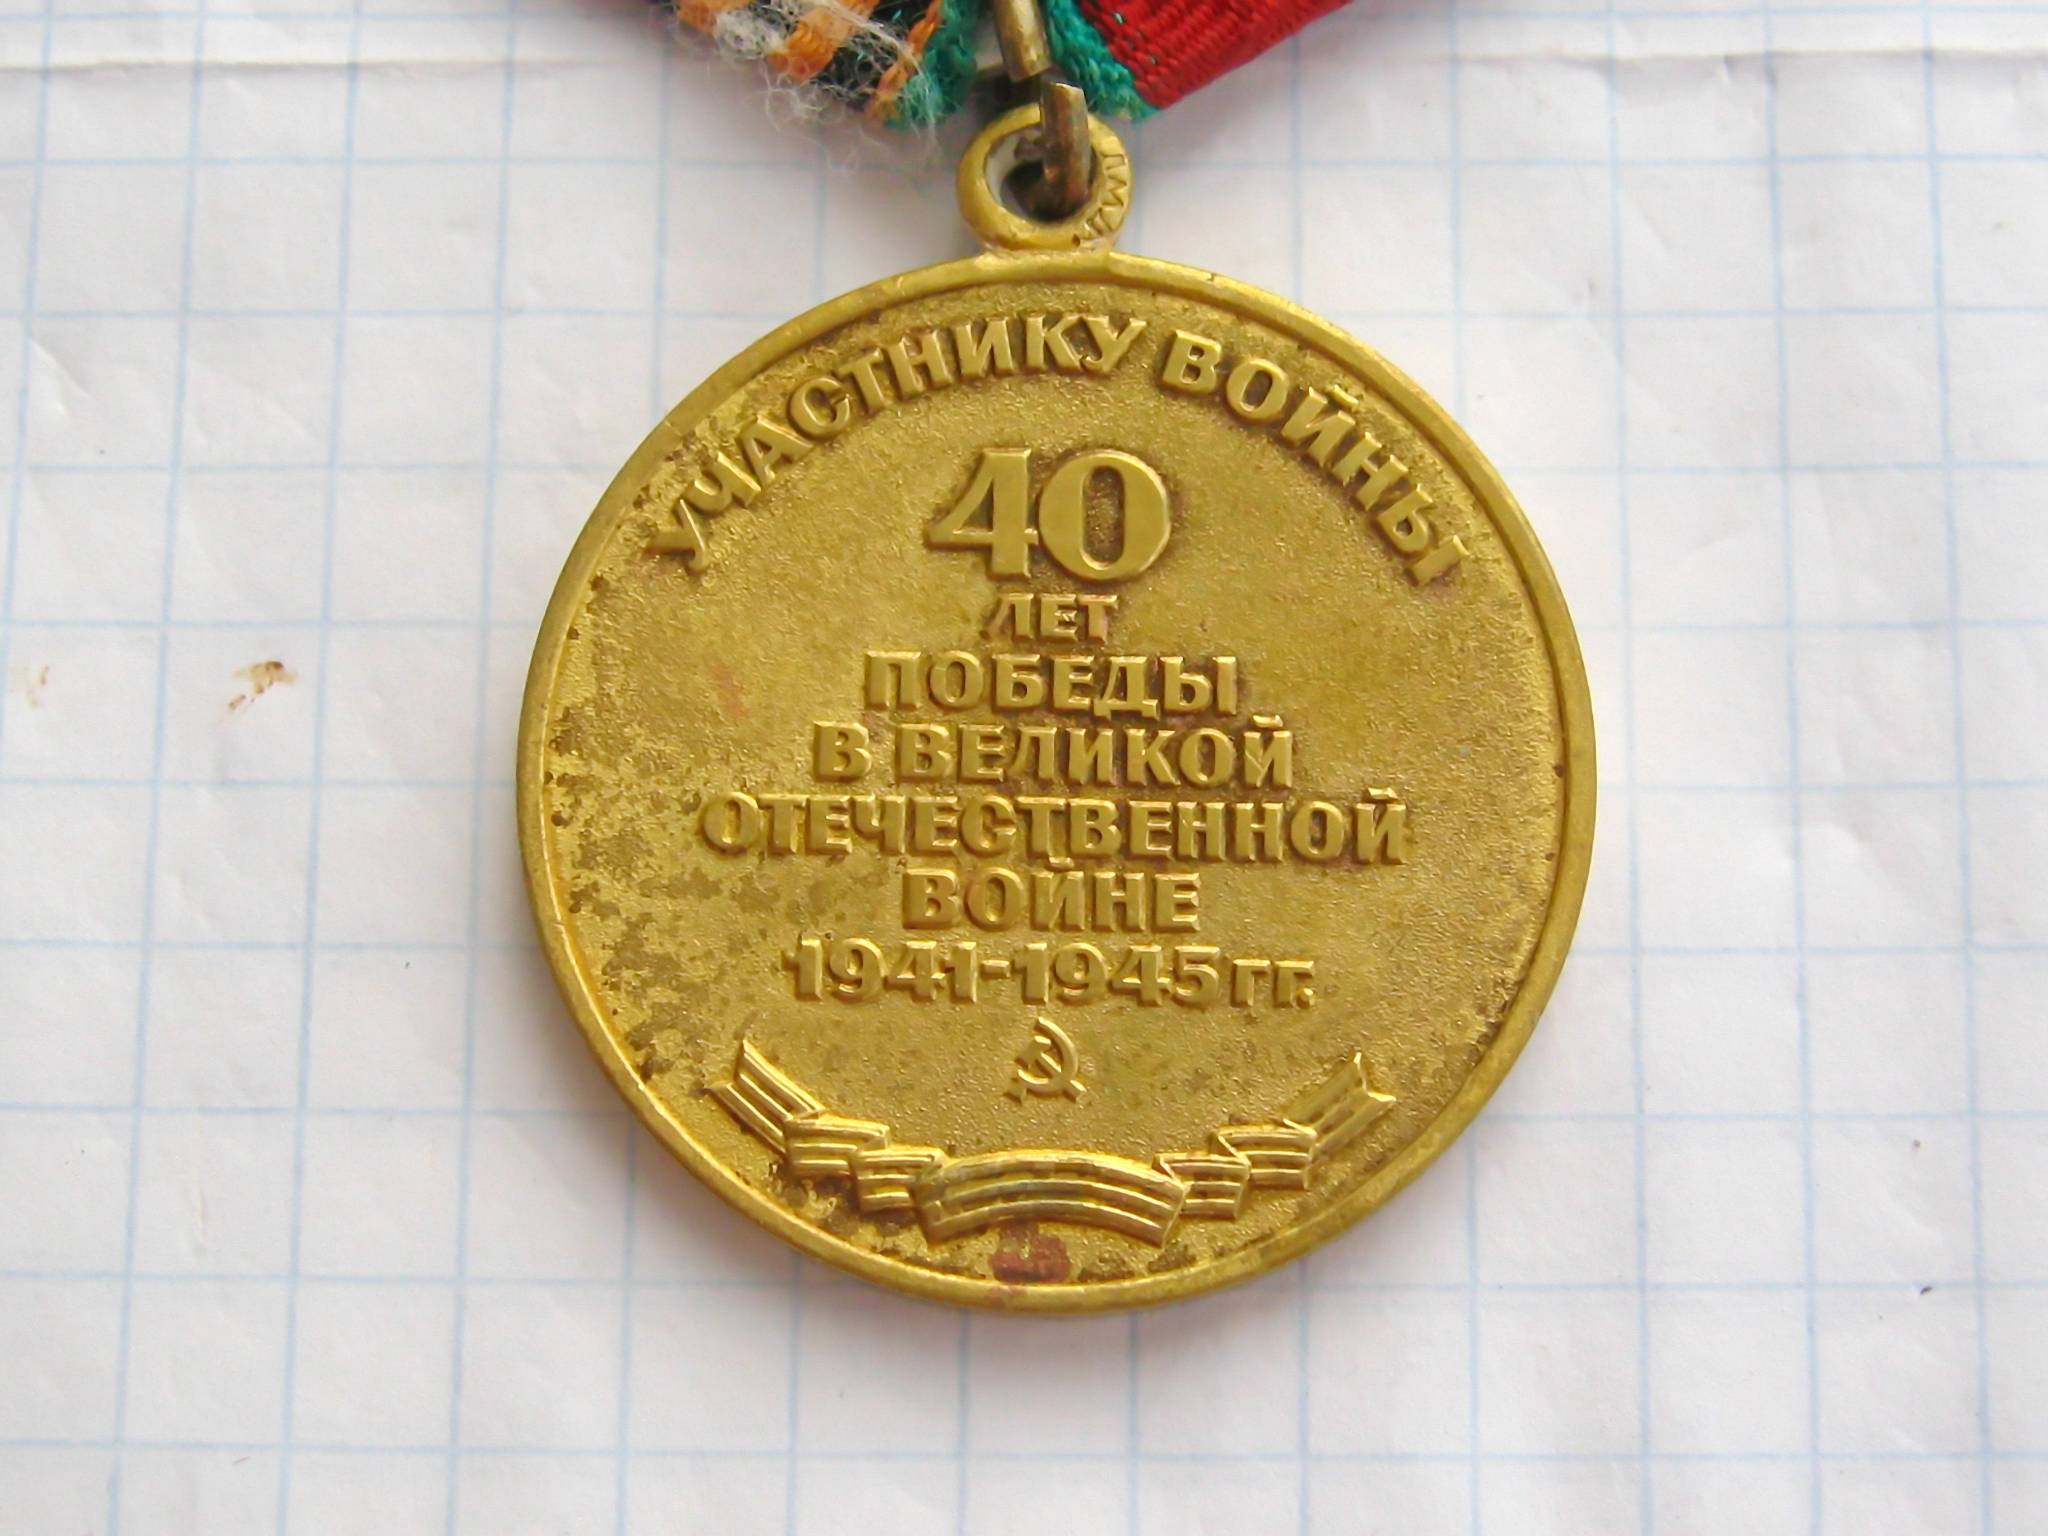 УЧАСТНИКУ ВОЙНЫ
40
ЛЕТ
ПОБЕДЫ
В ВЕЛИКОЙ
ОТЕЧЕСТВЕННОЙ
ВОЙНЕ
1941-1945 ГГ.